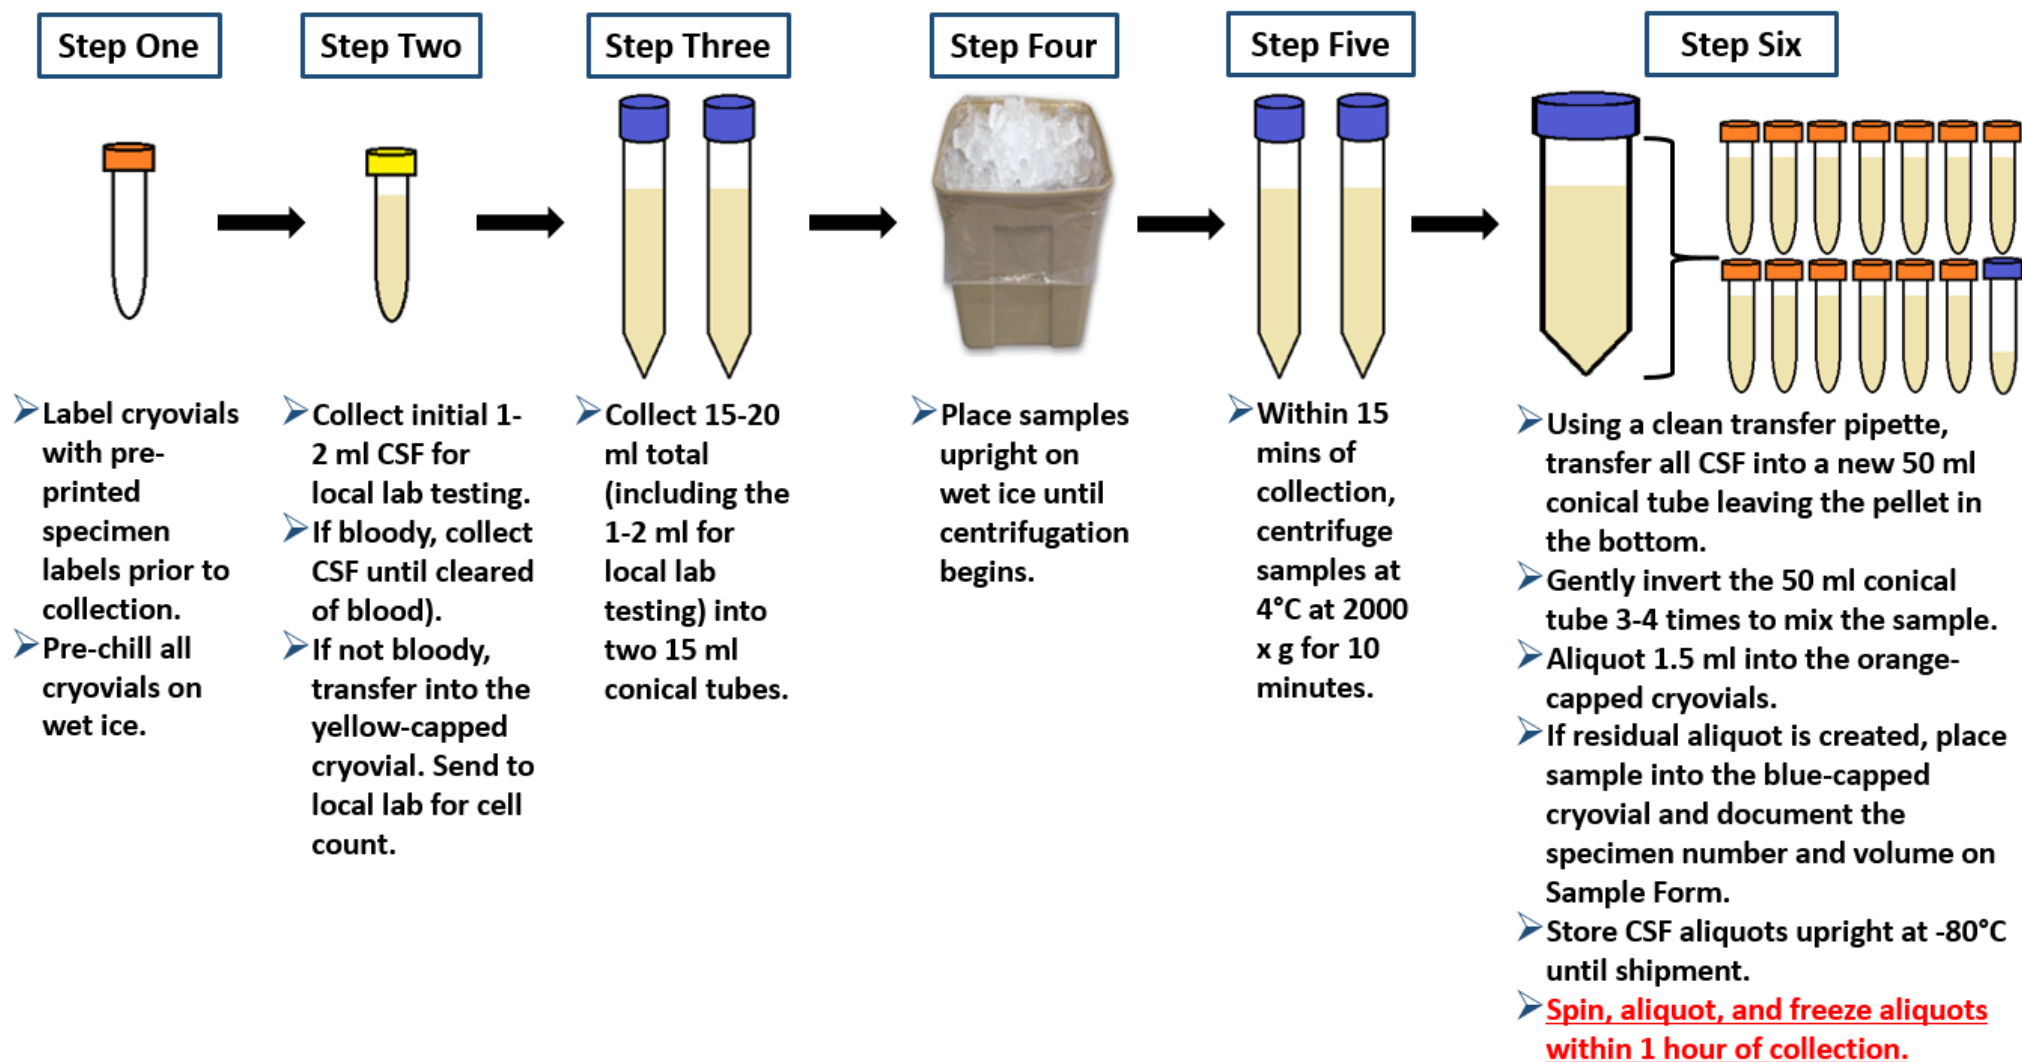 Step One
Label cryovials
with pre-
printed
specimen
labels prior to
collection.
Pre-chill all
cryovials on
wet ice.
Step Two
Collect initial 1-
2 ml CSF for
local lab testing.
If bloody, collect
CSF until cleared
of blood).
If not bloody,
transfer into the
yellow-capped
cryovial. Send to
local lab for cell
count.
Step Three
Collect 15-20
ml total
(including the
1-2 ml for
local lab
testing) into
two 15 ml
conical tubes.
Step Four
Place samples
upright on
wet ice until
centrifugation
begins.
Step Five
Within 15
mins of
collection,
centrifuge
samples at
4°C at 2000
x g for 10
minutes.
Step Six
Using a clean transfer pipette,
transfer all CSF into a new 50 ml
conical tube leaving the pellet in
the bottom.
Gently invert the 50 ml conical
tube 3-4 times to mix the sample.
Aliquot 1.5 ml into the orange-
capped cryovials.
If residual aliquot is created, place
sample into the blue-capped
cryovial and document the
specimen number and volume on
Sample Form.
Store CSF aliquots upright at -80°C
until shipment.
Spin, aliquot, and freeze aliquots
within 1 hour of collection.